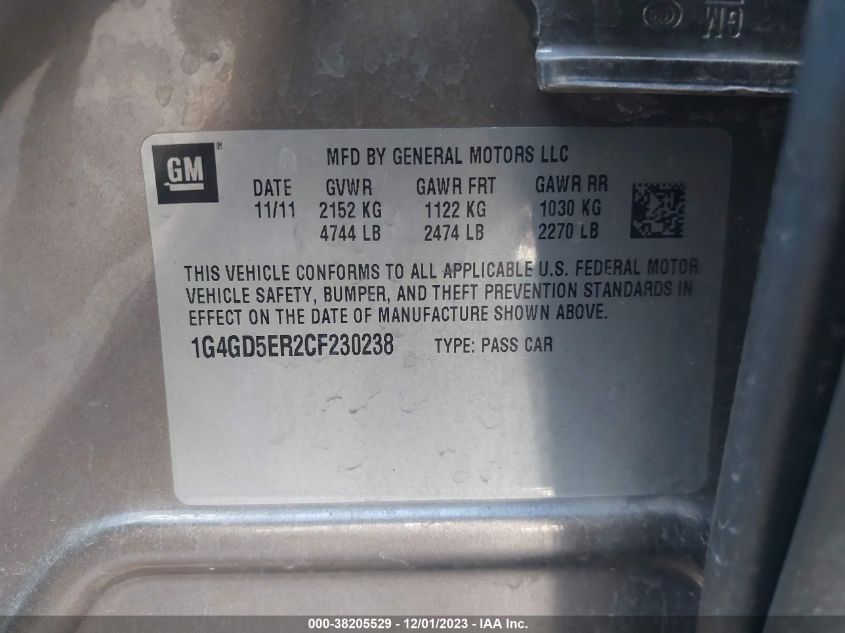 GM
GM ®
MFD BY GENERAL MOTORS LLC
DATE GVWR GAWR FRT GAWR RR
11/11 2152 KG 1122 KG 1030 KG
4744 LB 2474 LB 2270 LB
THIS VEHICLE CONFORMS TO ALL APPLICABLE U.S. FEDERAL MOTOR
VEHICLE SAFETY, BUMPER, AND THEFT PREVENTION STANDARDS IN
EFFECT ON THE DATE OF MANUFACTURE SHOWN ABOVE.
1G4GD5ER2CF230238 TYPE: PASS CAR
000-38205529 - 12/01/2023 - IAA Inc.